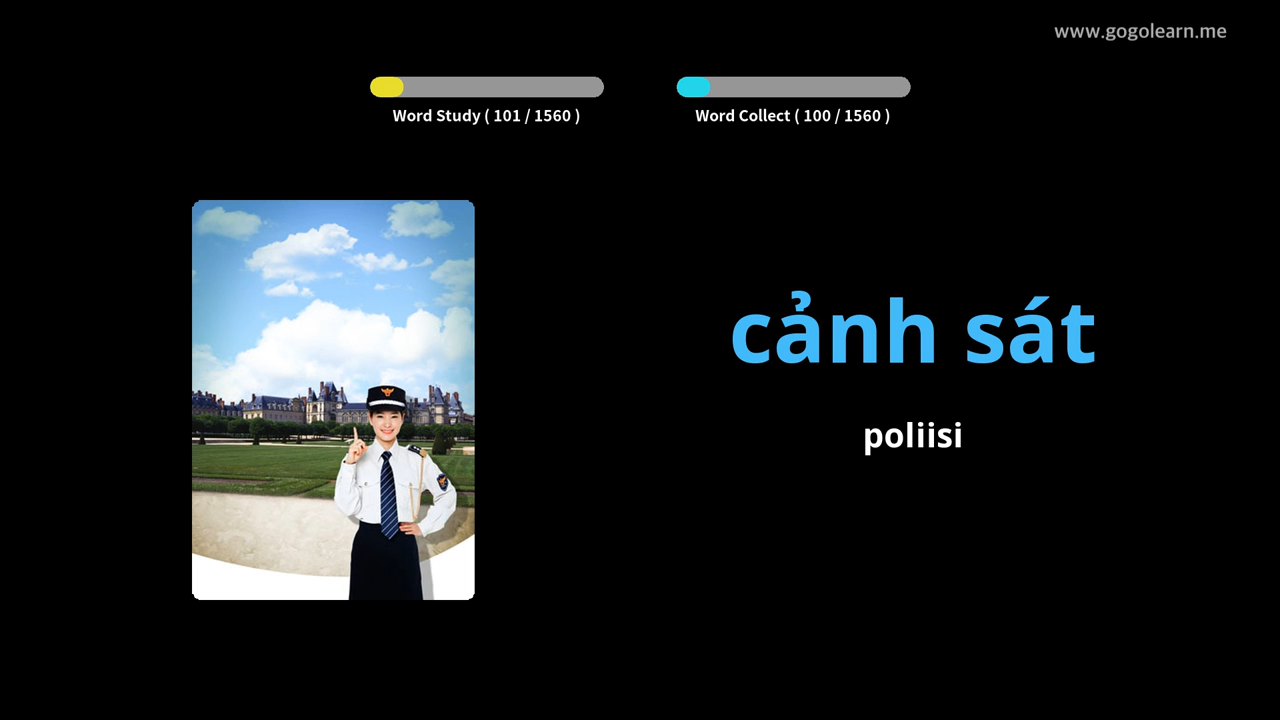 www.gogolearn.me
Word Study ( 101 / 1560 )
Word Collect ( 100 / 1560 )
cảnh sát
poliisi